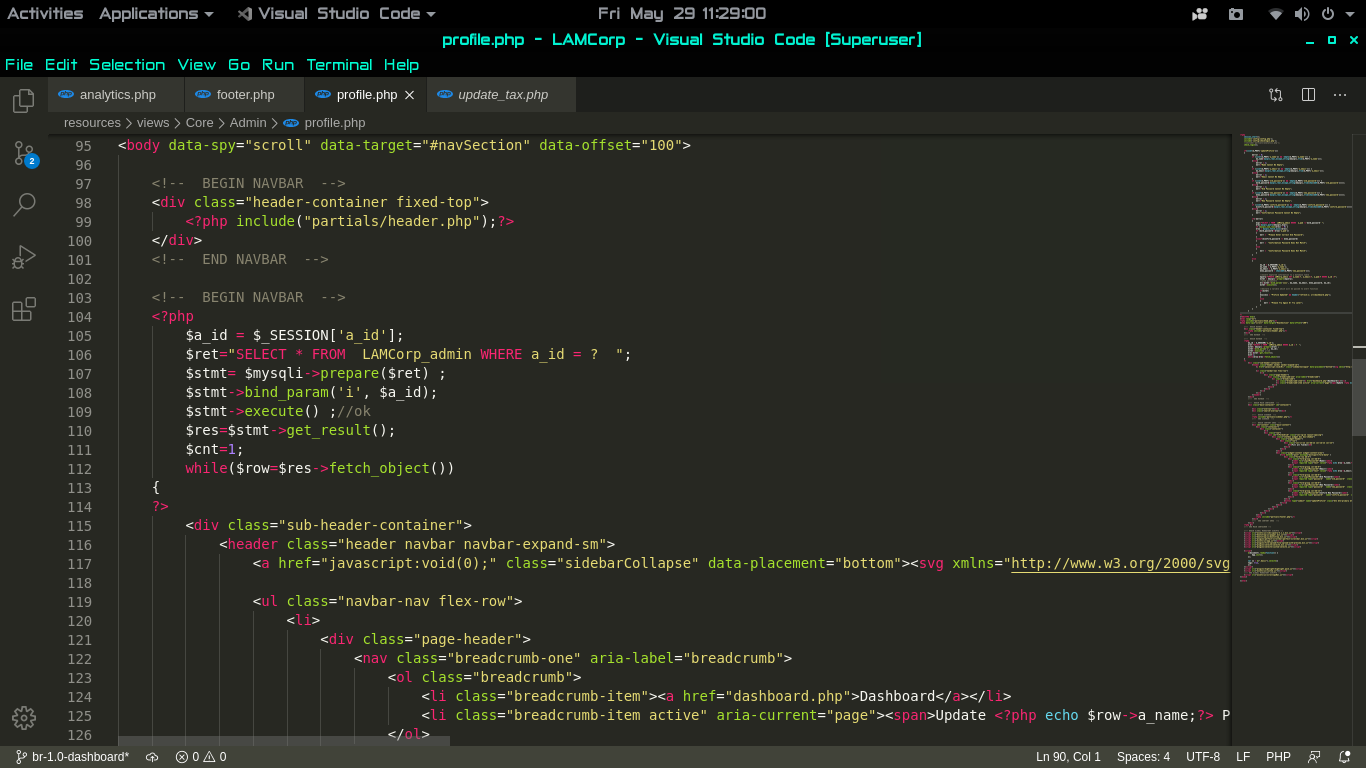 Activities Applications Visual Studio Code Fri May 29 11:29:00
profile.php - LAMCorp - Visual Studio Code [Superuser]
File Edit Selection View Go Run Terminal Help
analytics.php footer.php profile.php update_tax.php
resources > views > Core > Admin > profile.php
95 <body data-spy="scroll" data-target="#navSection" data-offset="100">
96
97 <!--  BEGIN NAVBAR  -->
98 <div class="header-container fixed-top">
99 <?php include("partials/header.php");?>
100 </div>
101 <!--  END NAVBAR  -->
102
103 <!--  BEGIN NAVBAR  -->
104 <?php
105 $a_id = $_SESSION['a_id'];
106 $ret="SELECT * FROM  LAMCorp_admin WHERE a_id = ?  ";
107 $stmt= $mysqli->prepare($ret) ;
108 $stmt->bind_param('i', $a_id);
109 $stmt->execute() ;//ok
110 $res=$stmt->get_result();
111 $cnt=1;
112 while($row=$res->fetch_object())
113 {
114 ?>
115 <div class="sub-header-container">
116 <header class="header navbar navbar-expand-sm">
117 <a href="javascript:void(0);" class="sidebarCollapse" data-placement="bottom"><svg xmlns="http://www.w3.org/2000/svg
118
119 <ul class="navbar-nav flex-row">
120 <li>
121 <div class="page-header">
122 <nav class="breadcrumb-one" aria-label="breadcrumb">
123 <ol class="breadcrumb">
124 <li class="breadcrumb-item"><a href="dashboard.php">Dashboard</a></li>
125 <li class="breadcrumb-item active" aria-current="page"><span>Update <?php echo $row->a_name;?> P
126 </ol>
2
br-1.0-dashboard* 0 0 Ln 90, Col 1 Spaces: 4 UTF-8 LF PHP